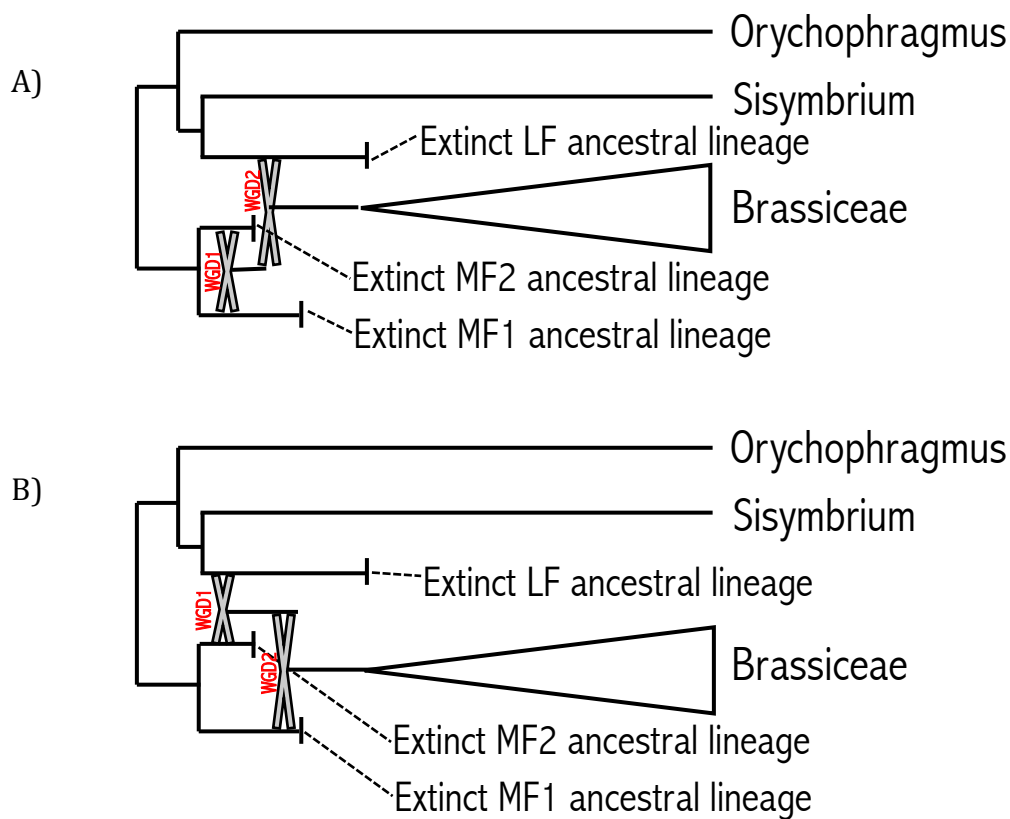 A)
Orychophragmus
Sisymbrium
Extinct LF ancestral lineage
WGD2
Brassiceae
WGD1
Extinct MF2 ancestral lineage
Extinct MF1 ancestral lineage
B)
Orychophragmus
Sisymbrium
Extinct LF ancestral lineage
WGD1
WGD2
Brassiceae
Extinct MF2 ancestral lineage
Extinct MF1 ancestral lineage